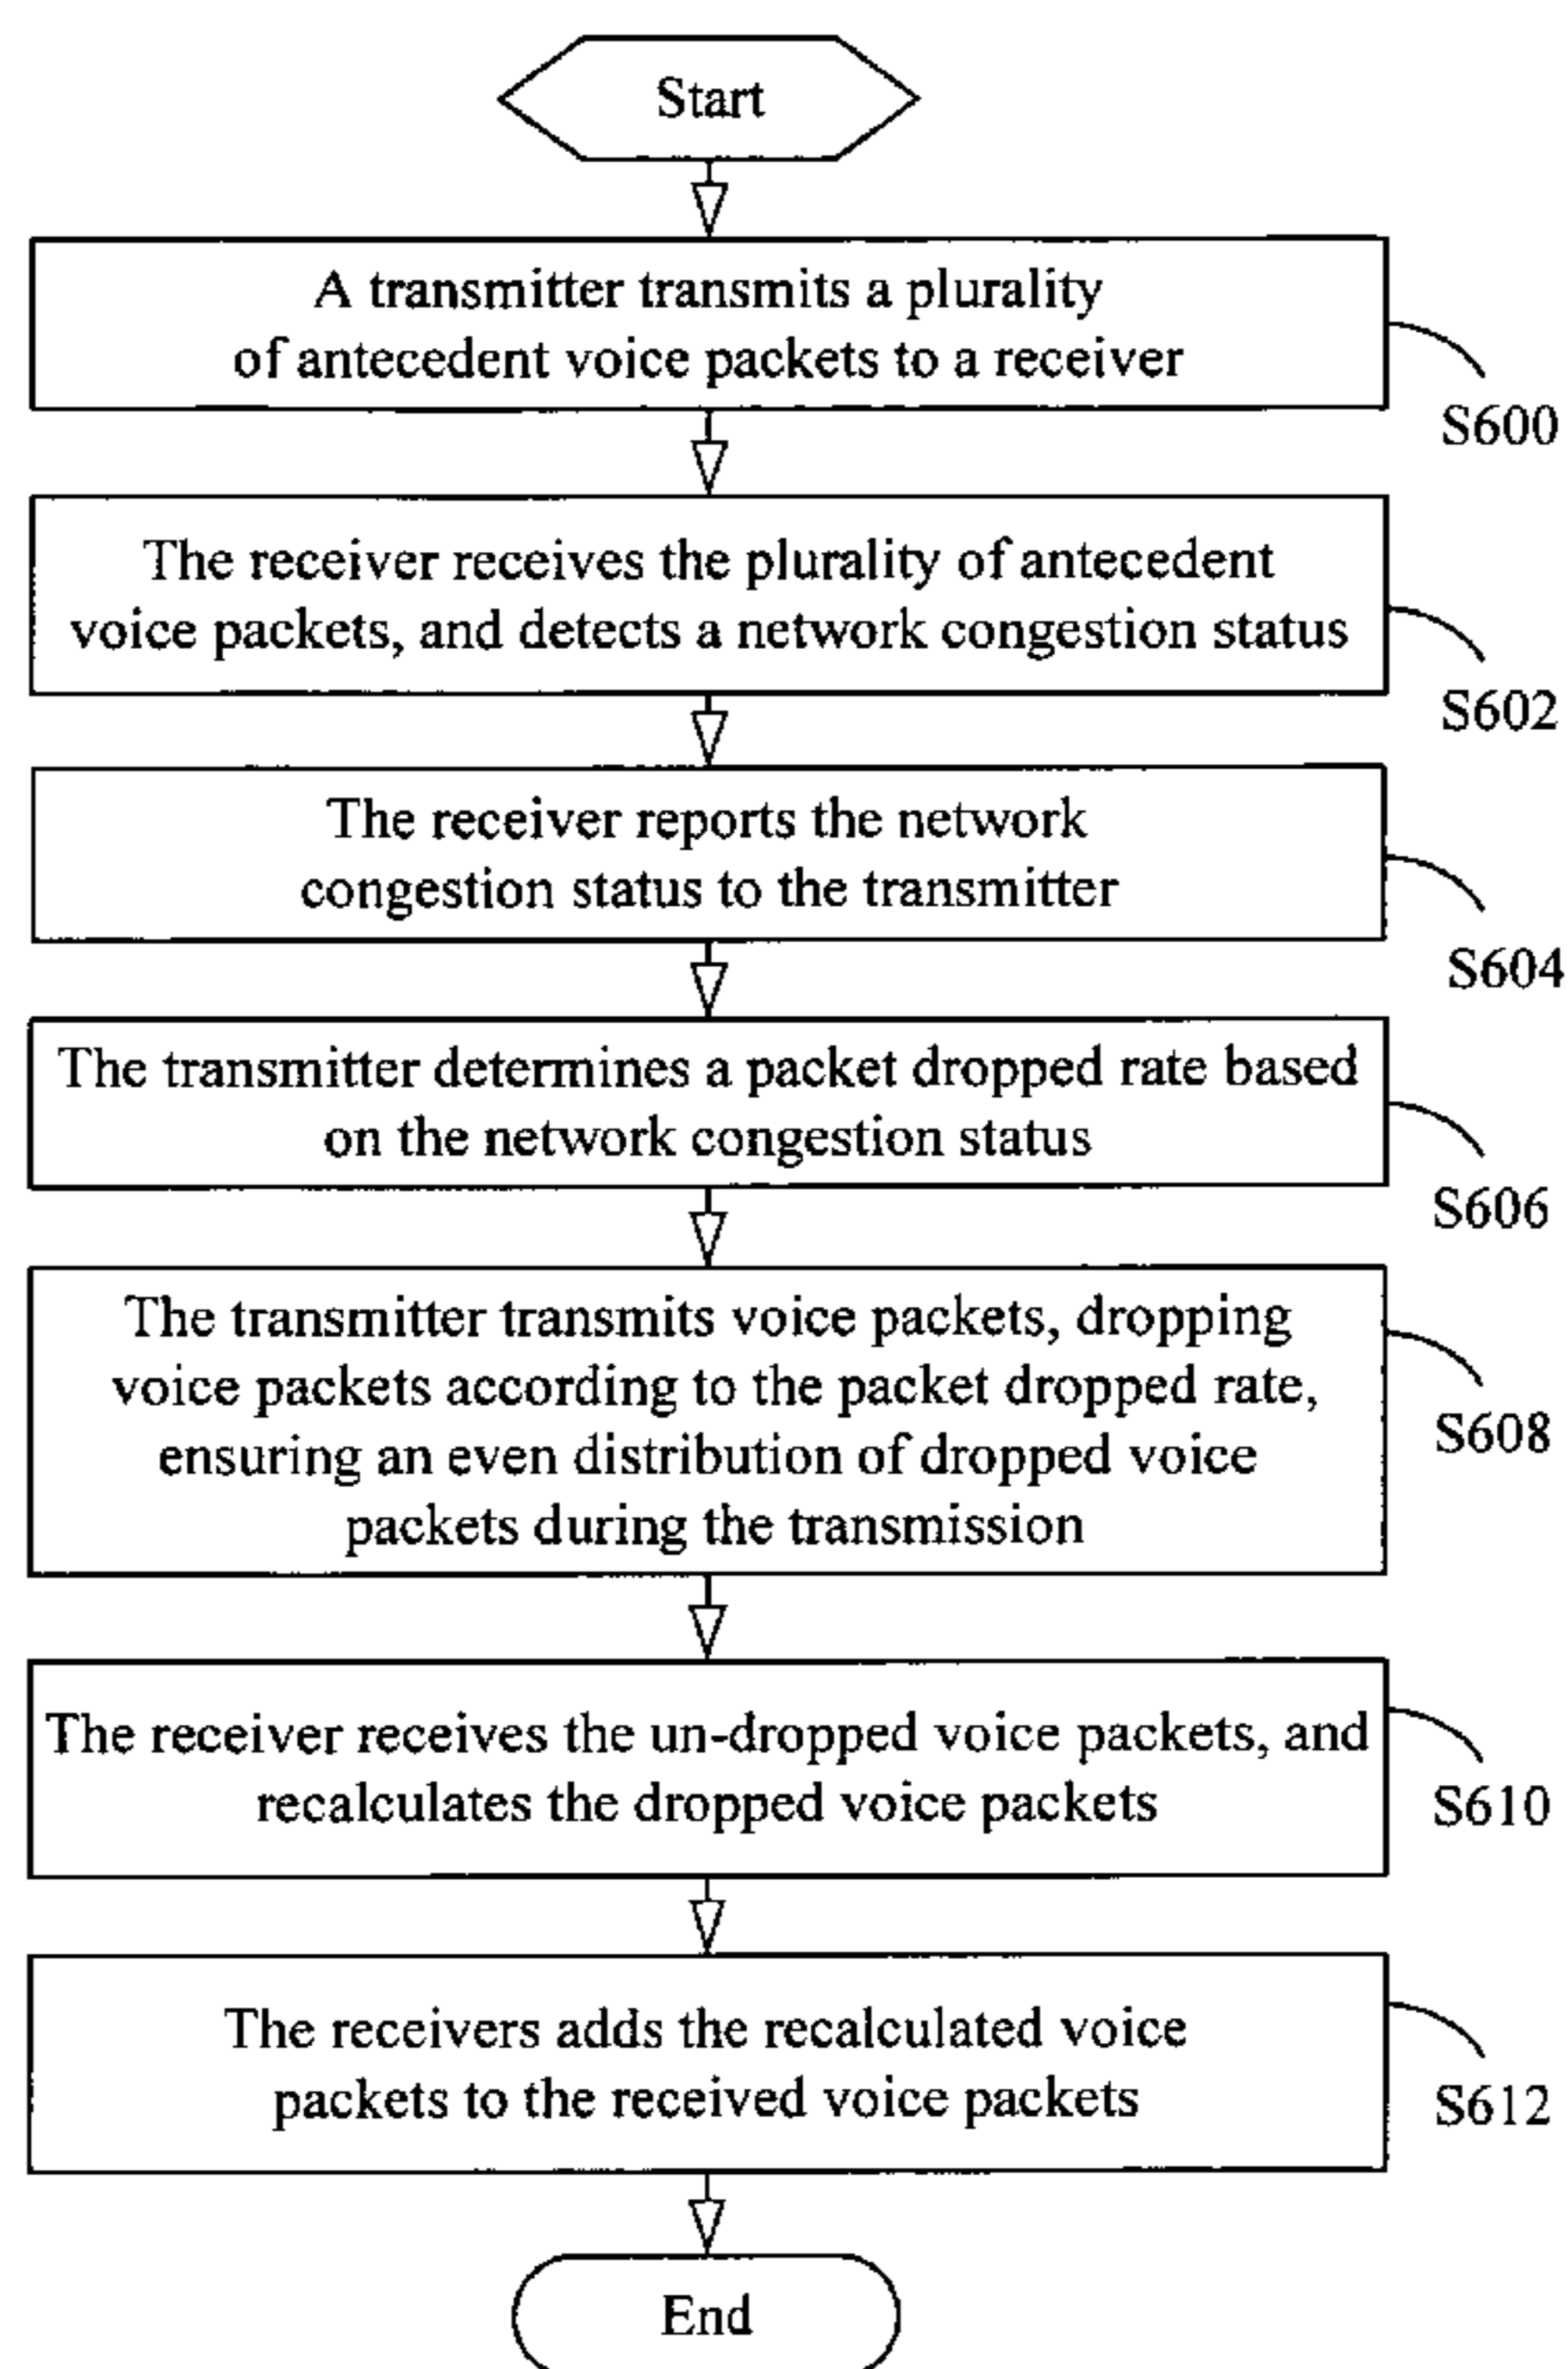 Start
A transmitter transmits a plurality
of antecedent voice packets to a receiver
S600
The receiver receives the plurality of antecedent
voice packets, and detects a network congestion status
S602
The receiver reports the network
congestion status to the transmitter
S604
The transmitter determines a packet dropped rate based
on the network congestion status
S606
The transmitter transmits voice packets, dropping
voice packets according to the packet dropped rate,
ensuring an even distribution of dropped voice
packets during the transmission
S608
The receiver receives the un-dropped voice packets, and
recalculates the dropped voice packets
S610
The receivers adds the recalculated voice
packets to the received voice packets
S612
End